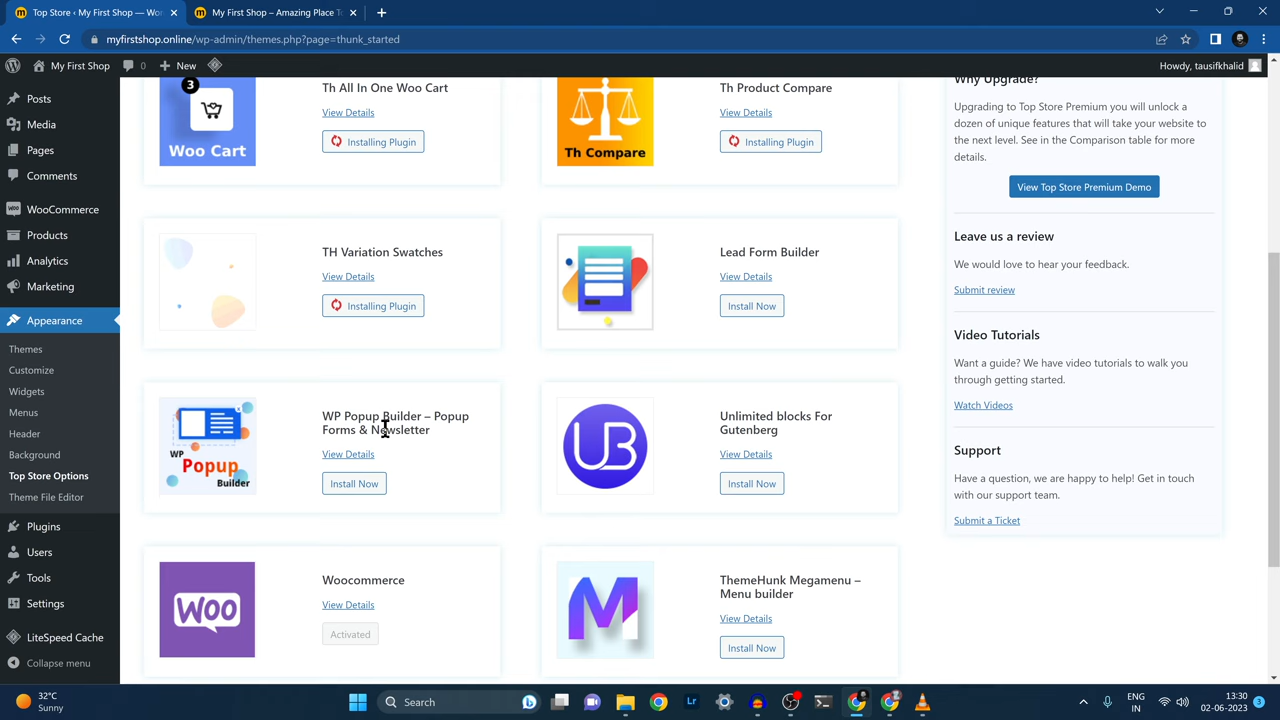 Top Store ‹ My First Shop — Wor
My First Shop – Amazing Place To
myfirstshop.online/wp-admin/themes.php?page=thunk_started
My First Shop
0
New
Howdy, tausifkhalid
Posts
Media
Pages
Comments
WooCommerce
Products
Analytics
Marketing
Appearance
Themes
Customize
Widgets
Menus
Header
Background
Top Store Options
Theme File Editor
Plugins
Users
Tools
Settings
LiteSpeed Cache
Collapse menu
3
Woo Cart
Th All In One Woo Cart
View Details
Installing Plugin
Th Compare
Th Product Compare
View Details
Installing Plugin
TH Variation Swatches
View Details
Installing Plugin
Lead Form Builder
View Details
Install Now
WP
Popup
Builder
WP Popup Builder – Popup
Forms & Newsletter
View Details
Install Now
UB
Unlimited blocks For
Gutenberg
View Details
Install Now
Woo
Woocommerce
View Details
Activated
M
ThemeHunk Megamenu –
Menu builder
View Details
Install Now
Why Upgrade?
Upgrading to Top Store Premium you will unlock a
dozen of unique features that will take your website to
the next level. See in the Comparison table for more
details.
View Top Store Premium Demo
Leave us a review
We would love to hear your feedback.
Submit review
Video Tutorials
Want a guide? We have video tutorials to walk you
through getting started.
Watch Videos
Support
Have a question, we are happy to help! Get in touch
with our support team.
Submit a Ticket
32°C
Sunny
Search
Lr
ENG
IN
13:30
02-06-2023
3